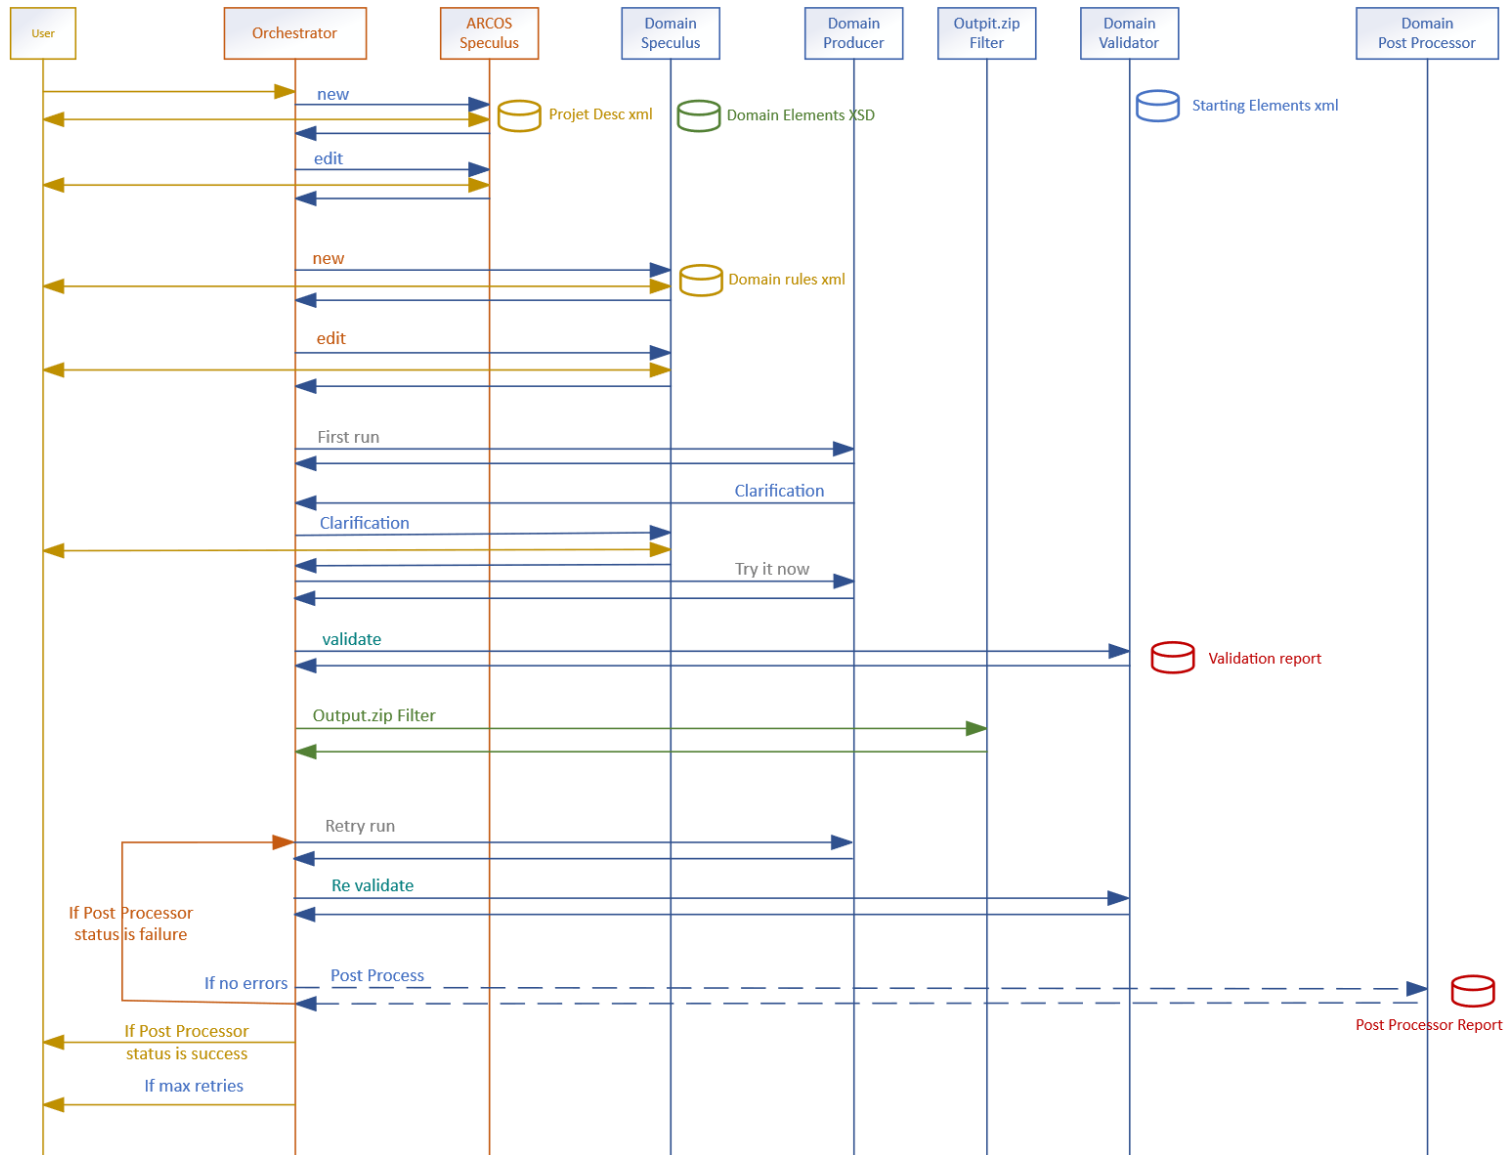 User
Orchestrator
ARCOS
Speculus
Domain
Speculus
Domain
Producer
Outpit.zip
Filter
Domain
Validator
Domain
Post Processor
new
Projet Desc xml
Domain Elements XSD
Starting Elements xml
edit
new
Domain rules xml
edit
First run
Clarification
Clarification
Try it now
validate
Validation report
Output.zip Filter
Retry run
Re validate
If Post Processor
status is failure
If no errors
Post Process
Post Processor Report
If Post Processor
status is success
If max retries